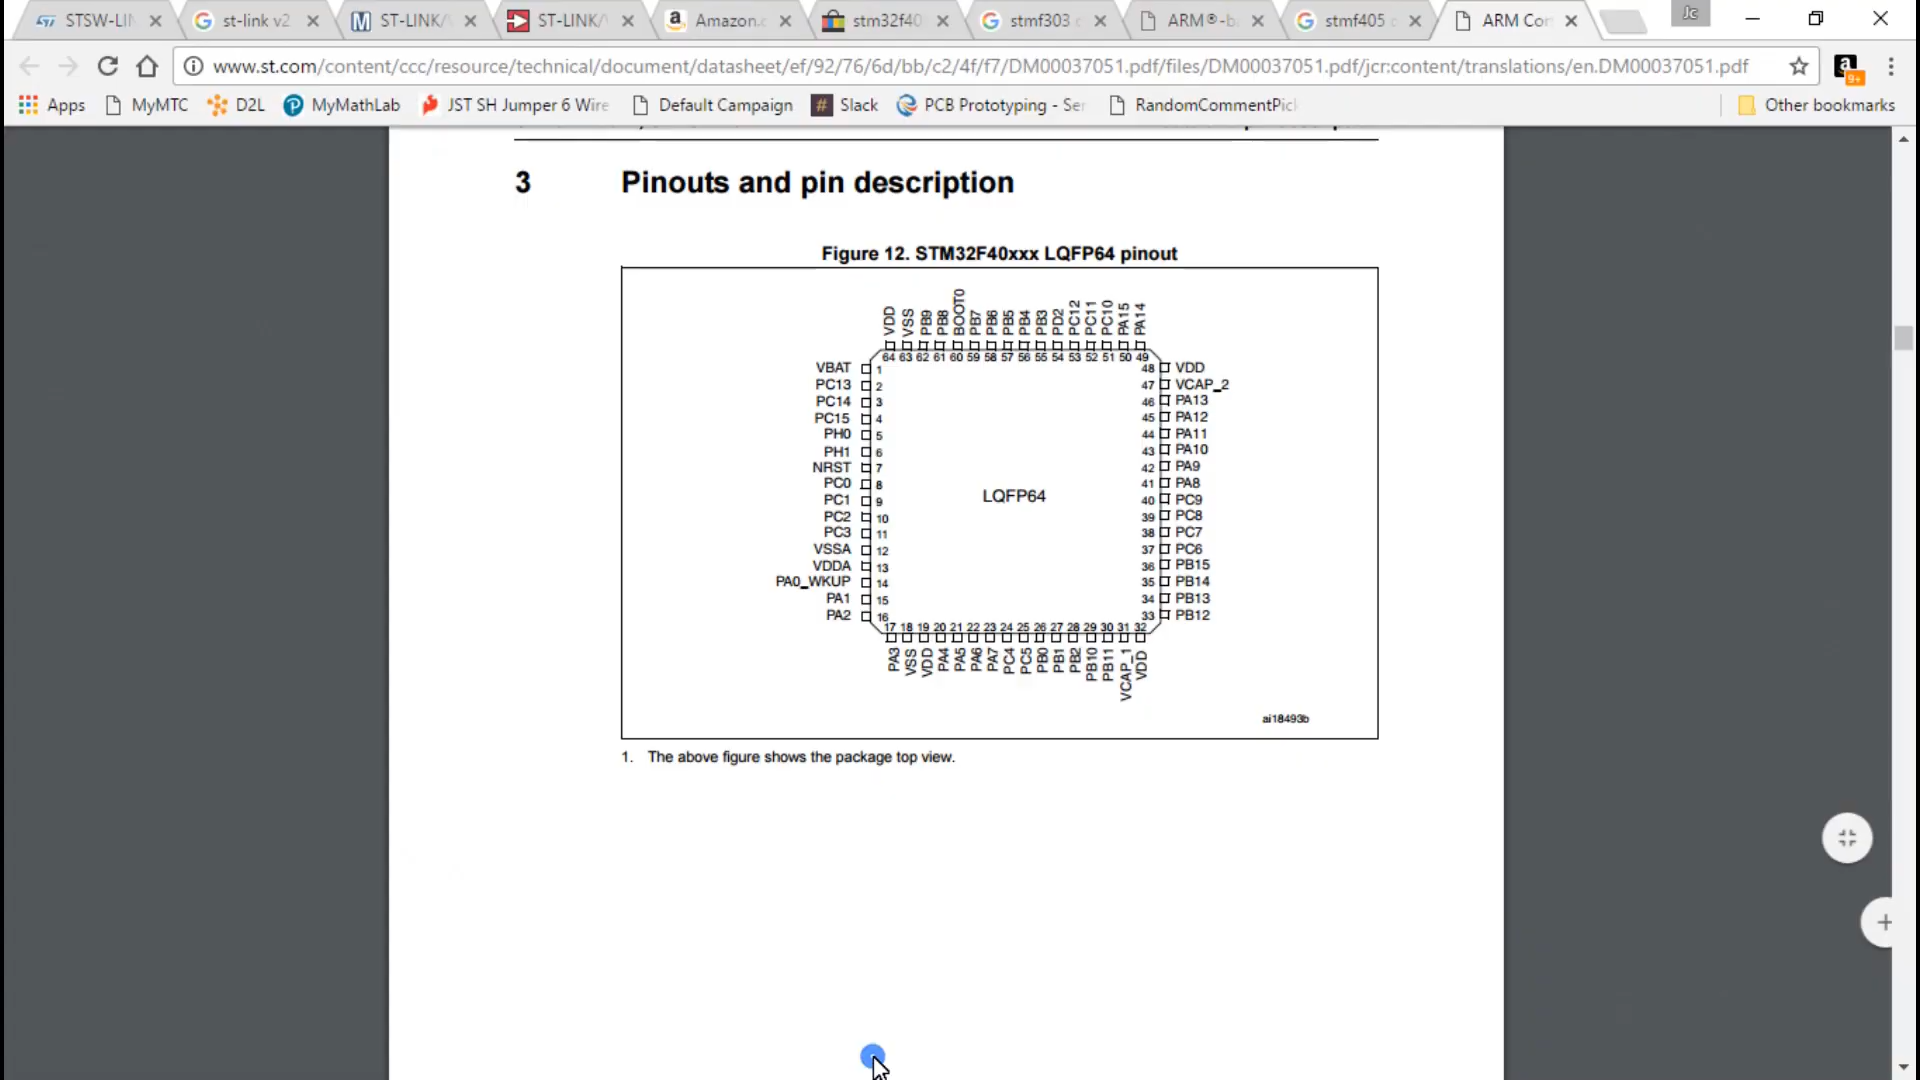 STSW-LI
st-link v2
ST-LINK/
ST-LINK/
Amazon.
stm32f40
stmf303
ARM®-b
stmf405
ARM Cor
Jc
www.st.com/content/ccc/resource/technical/document/datasheet/ef/92/76/6d/bb/c2/4f/f7/DM00037051.pdf/files/DM00037051.pdf/jcr:content/translations/en.DM00037051.pdf
9+
Apps MyMTC D2L MyMathLab JST SH Jumper 6 Wire Default Campaign Slack PCB Prototyping - Ser RandomCommentPick Other bookmarks
3 Pinouts and pin description
Figure 12. STM32F40xxx LQFP64 pinout
VDD VSS PB9 PB8 BOOT0 PB7 PB6 PB5 PB4 PB3 PD2 PC12 PC11 PC10 PA15 PA14
64 63 62 61 60 59 58 57 56 55 54 53 52 51 50 49
VBAT 1 48 VDD
PC13 2 47 VCAP_2
PC14 3 46 PA13
PC15 4 45 PA12
PH0 5 44 PA11
PH1 6 43 PA10
NRST 7 42 PA9
PC0 8 41 PA8
PC1 9 40 PC9
PC2 10 39 PC8
PC3 11 38 PC7
VSSA 12 37 PC6
VDDA 13 36 PB15
PA0_WKUP 14 35 PB14
PA1 15 34 PB13
PA2 16 33 PB12
LQFP64
17 18 19 20 21 22 23 24 25 26 27 28 29 30 31 32
PA3 VSS VDD PA4 PA5 PA6 PA7 PC4 PC5 PB0 PB1 PB2 PB10 PB11 VCAP_1 VDD
ai18493b
1. The above figure shows the package top view.